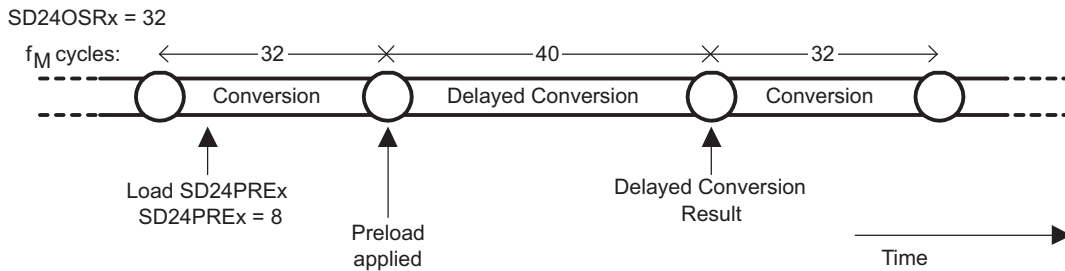 SD24OSRx = 32
fM cycles: 32 40 32
Conversion Delayed Conversion Conversion
Load SD24PREx
SD24PREx = 8
Preload
applied
Delayed Conversion
Result
Time